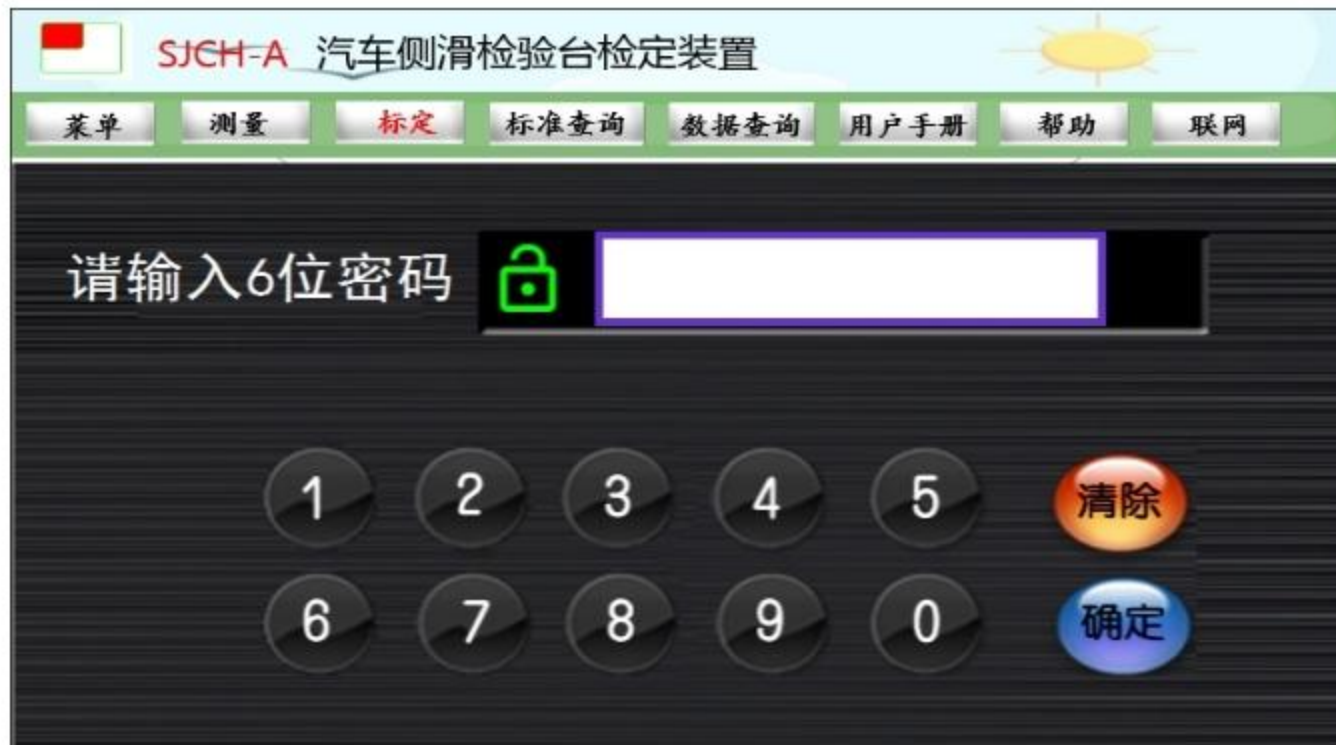 SJCH-A 汽车侧滑检验台检定装置
菜单 测量 标定 标准查询 数据查询 用户手册 帮助 联网
请输入6位密码
1 2 3 4 5 清除
6 7 8 9 0 确定